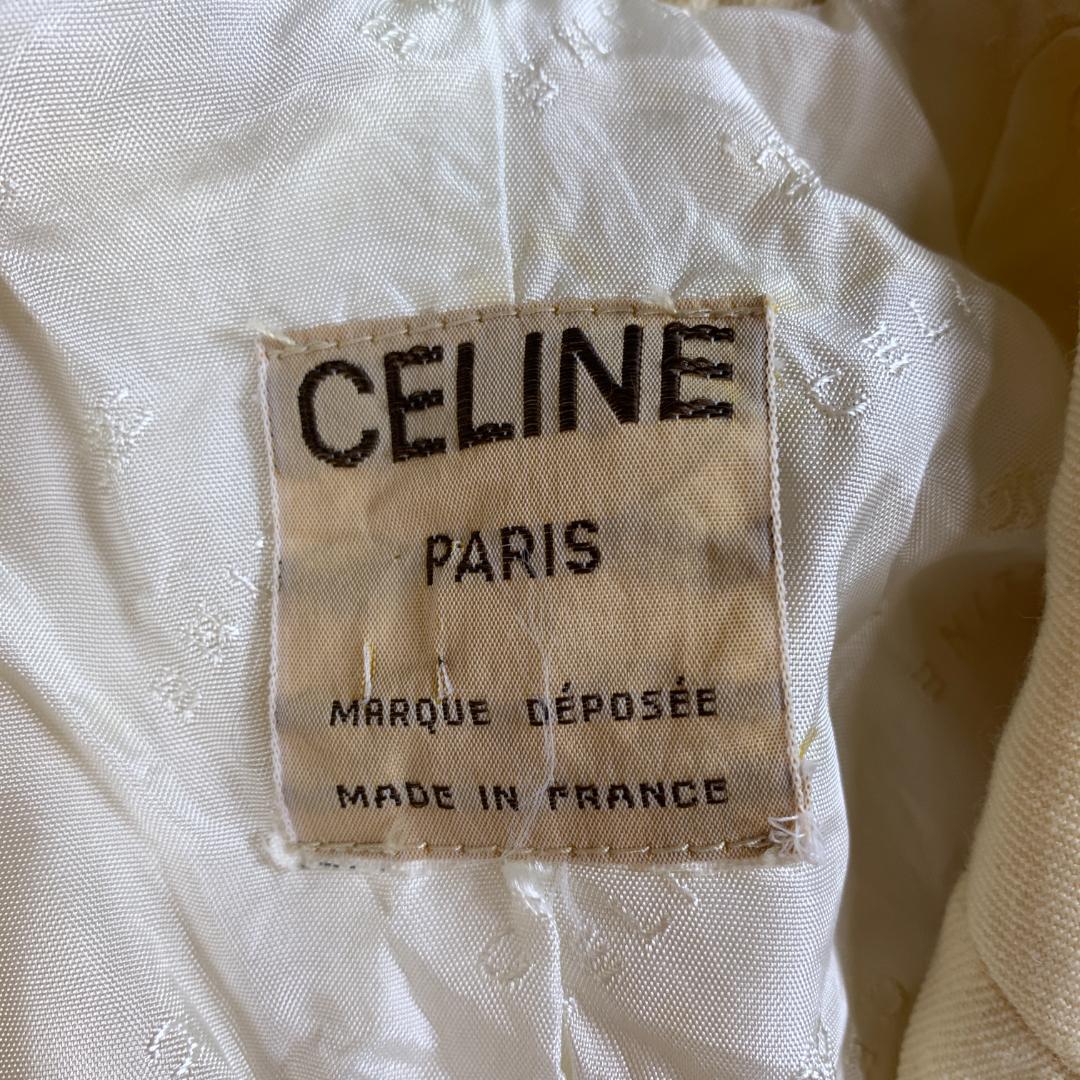 CELINE
PARIS
MARQUE DÉPOSÉE
MADE IN FRANCE